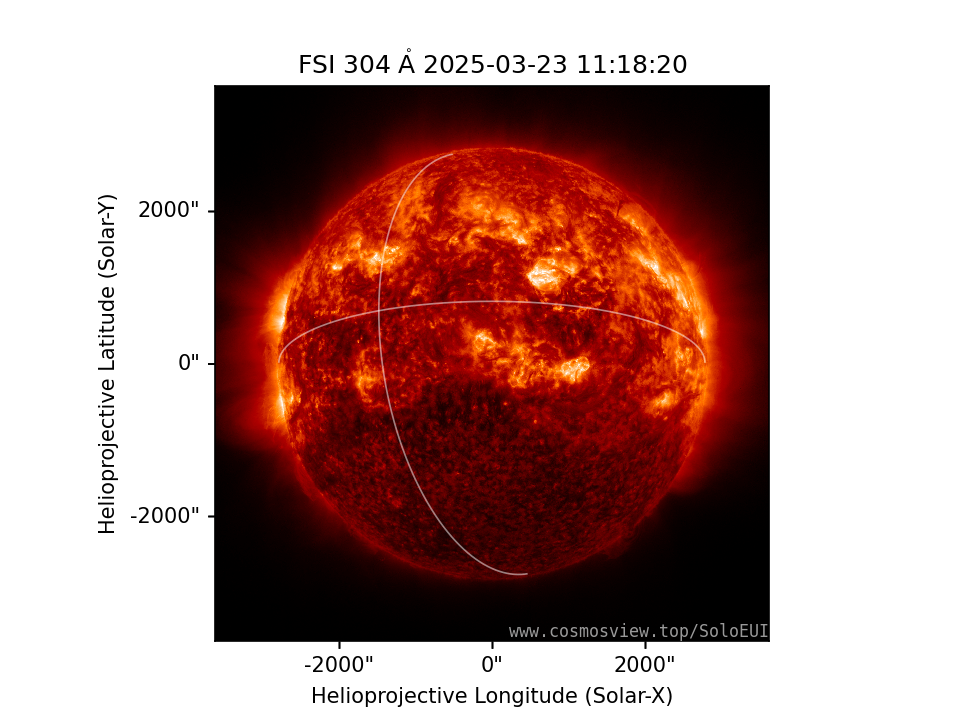 FSI 304 Å 2025-03-23 11:18:20
Helioprojective Latitude (Solar-Y)
2000"
0"
-2000"
www.cosmosview.top/SoloEUI
-2000" 0" 2000"
Helioprojective Longitude (Solar-X)